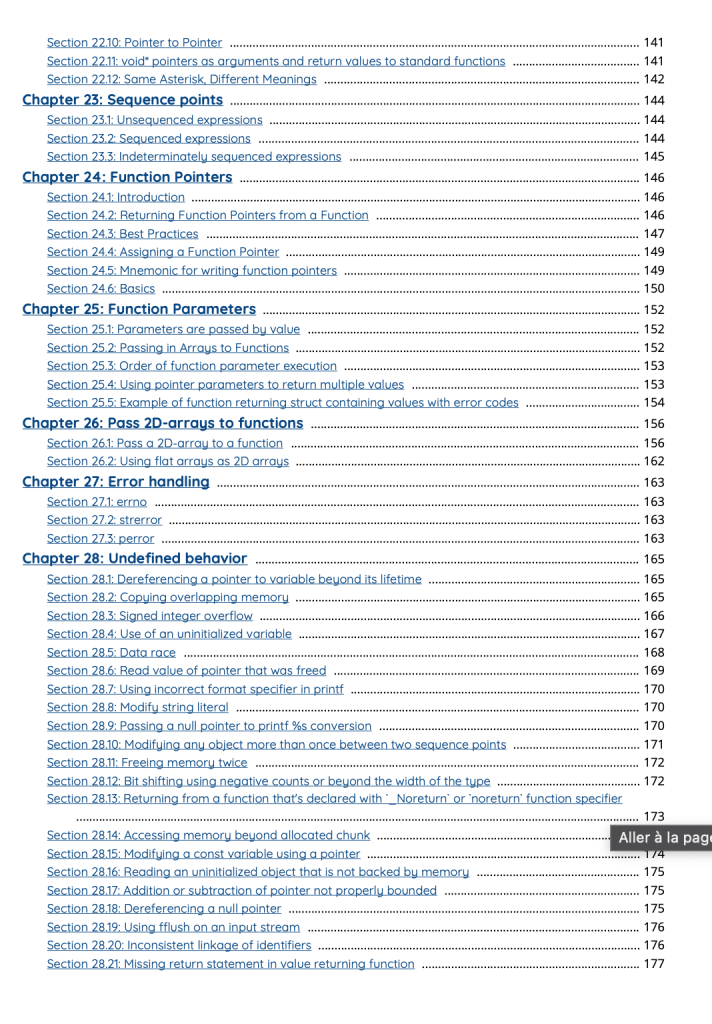 Section 22.10: Pointer to Pointer ........ 141
Section 22.11: void* pointers as arguments and return values to standard functions ........ 141
Section 22.12: Same Asterisk, Different Meanings ........ 142
Chapter 23: Sequence points ........ 144
Section 23.1: Unsequenced expressions ........ 144
Section 23.2: Sequenced expressions ........ 144
Section 23.3: Indeterminately sequenced expressions ........ 145
Chapter 24: Function Pointers ........ 146
Section 24.1: Introduction ........ 146
Section 24.2: Returning Function Pointers from a Function ........ 146
Section 24.3: Best Practices ........ 147
Section 24.4: Assigning a Function Pointer ........ 149
Section 24.5: Mnemonic for writing function pointers ........ 149
Section 24.6: Basics ........ 150
Chapter 25: Function Parameters ........ 152
Section 25.1: Parameters are passed by value ........ 152
Section 25.2: Passing in Arrays to Functions ........ 152
Section 25.3: Order of function parameter execution ........ 153
Section 25.4: Using pointer parameters to return multiple values ........ 153
Section 25.5: Example of function returning struct containing values with error codes ........ 154
Chapter 26: Pass 2D-arrays to functions ........ 156
Section 26.1: Pass a 2D-array to a function ........ 156
Section 26.2: Using flat arrays as 2D arrays ........ 162
Chapter 27: Error handling ........ 163
Section 27.1: errno ........ 163
Section 27.2: strerror ........ 163
Section 27.3: perror ........ 163
Chapter 28: Undefined behavior ........ 165
Section 28.1: Dereferencing a pointer to variable beyond its lifetime ........ 165
Section 28.2: Copying overlapping memory ........ 165
Section 28.3: Signed integer overflow ........ 166
Section 28.4: Use of an uninitialized variable ........ 167
Section 28.5: Data race ........ 168
Section 28.6: Read value of pointer that was freed ........ 169
Section 28.7: Using incorrect format specifier in printf ........ 170
Section 28.8: Modify string literal ........ 170
Section 28.9: Passing a null pointer to printf %s conversion ........ 170
Section 28.10: Modifying any object more than once between two sequence points ........ 171
Section 28.11: Freeing memory twice ........ 172
Section 28.12: Bit shifting using negative counts or beyond the width of the type ........ 172
Section 28.13: Returning from a function that's declared with `_Noreturn` or `noreturn` function specifier
........ 173
Section 28.14: Accessing memory beyond allocated chunk ........
Aller à la page
Section 28.15: Modifying a const variable using a pointer ........ 174
Section 28.16: Reading an uninitialized object that is not backed by memory ........ 175
Section 28.17: Addition or subtraction of pointer not properly bounded ........ 175
Section 28.18: Dereferencing a null pointer ........ 175
Section 28.19: Using fflush on an input stream ........ 176
Section 28.20: Inconsistent linkage of identifiers ........ 176
Section 28.21: Missing return statement in value returning function ........ 177